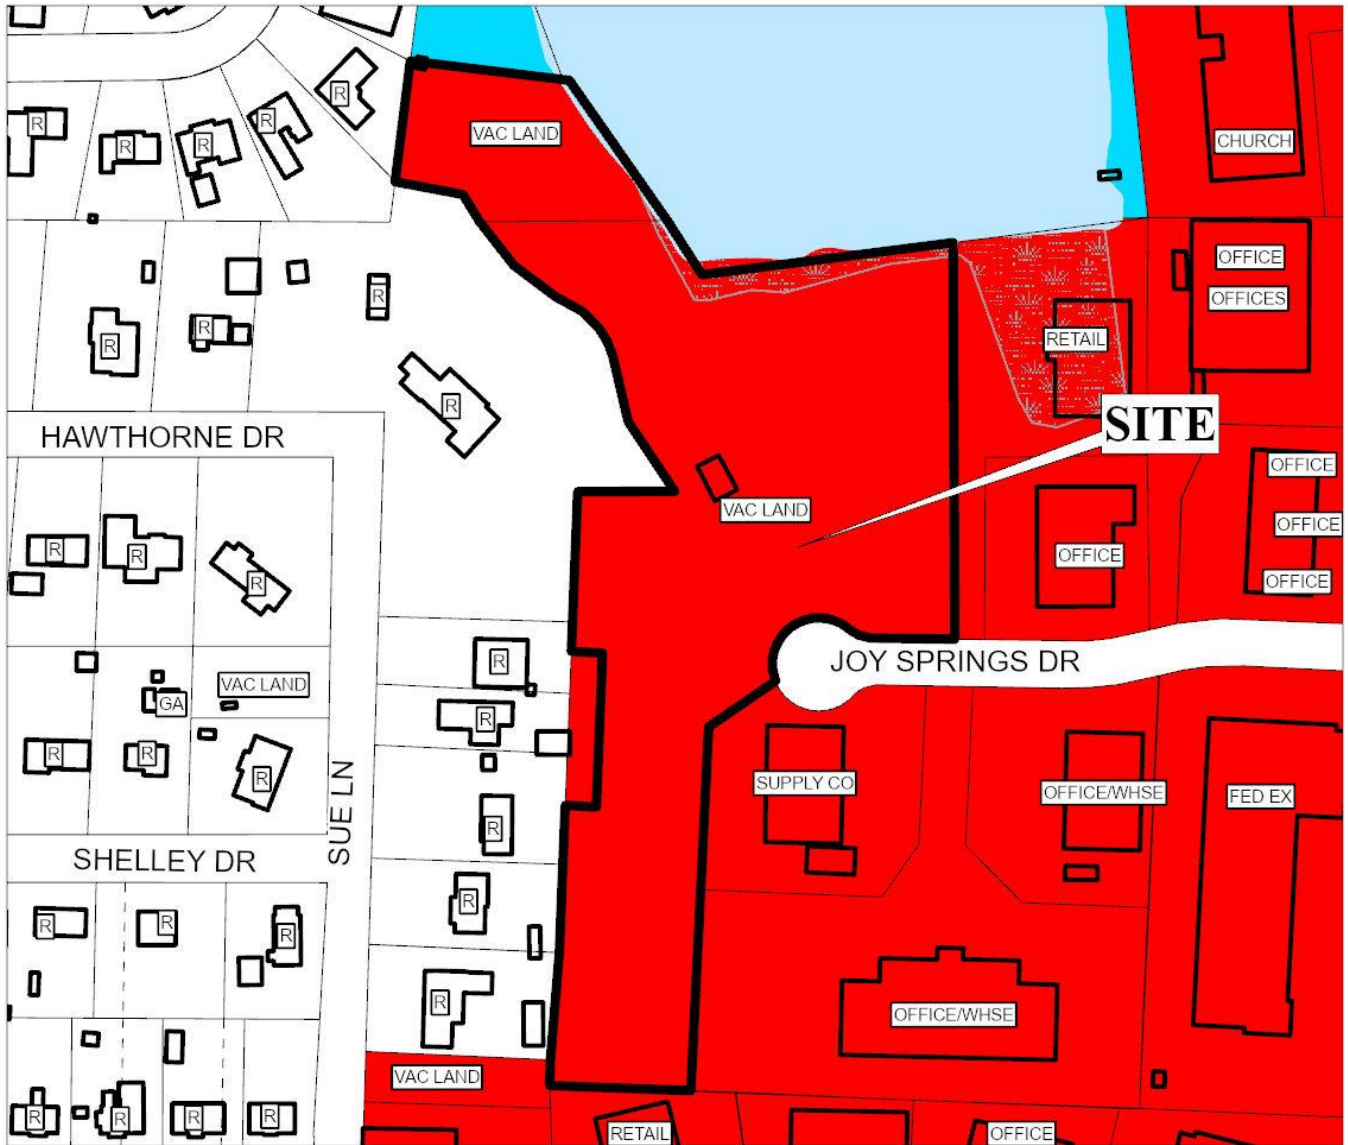 R
VAC LAND
R
R
R
R
CHURCH
OFFICE
OFFICES
R
R
R
RETAIL
R
HAWTHORNE DR
SITE
OFFICE
VAC LAND
OFFICE
R
R
OFFICE
R
OFFICE
R
JOY SPRINGS DR
VAC LAND
GA
R
R
R
R
SUPPLY CO
OFFICE/WHSE
FED EX
SUE LN
R
SHELLEY DR
R
R
R
R
R
OFFICE/WHSE
VAC LAND
R
R
R
R
RETAIL
OFFICE